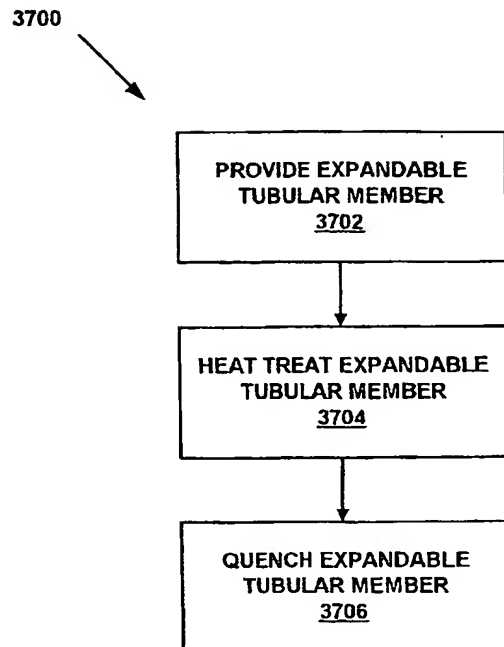 3700
PROVIDE EXPANDABLE
TUBULAR MEMBER
3702
HEAT TREAT EXPANDABLE
TUBULAR MEMBER
3704
QUENCH EXPANDABLE
TUBULAR MEMBER
3706